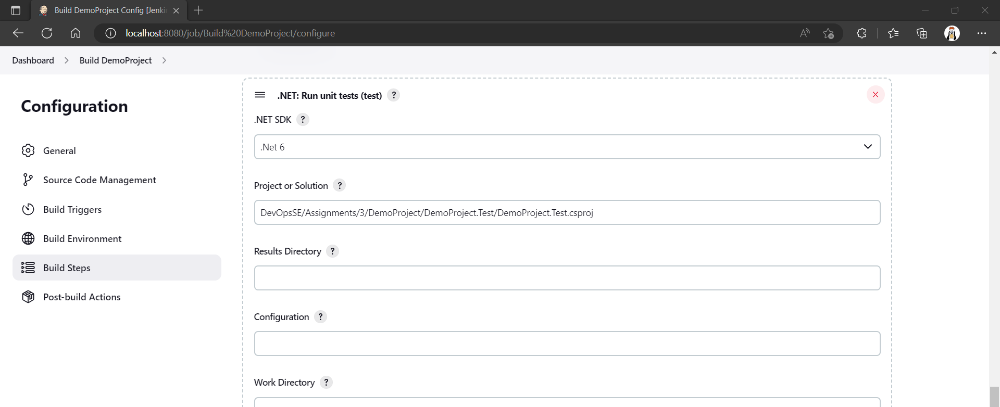 Build DemoProject Config [Jenki
localhost:8080/job/Build%20DemoProject/configure
Dashboard
Build DemoProject
Configuration
General
Source Code Management
Build Triggers
Build Environment
Build Steps
Post-build Actions
.NET: Run unit tests (test) ?
.NET SDK ?
.Net 6
Project or Solution ?
DevOpsSE/Assignments/3/DemoProject/DemoProject.Test/DemoProject.Test.csproj
Results Directory ?
Configuration ?
Work Directory ?